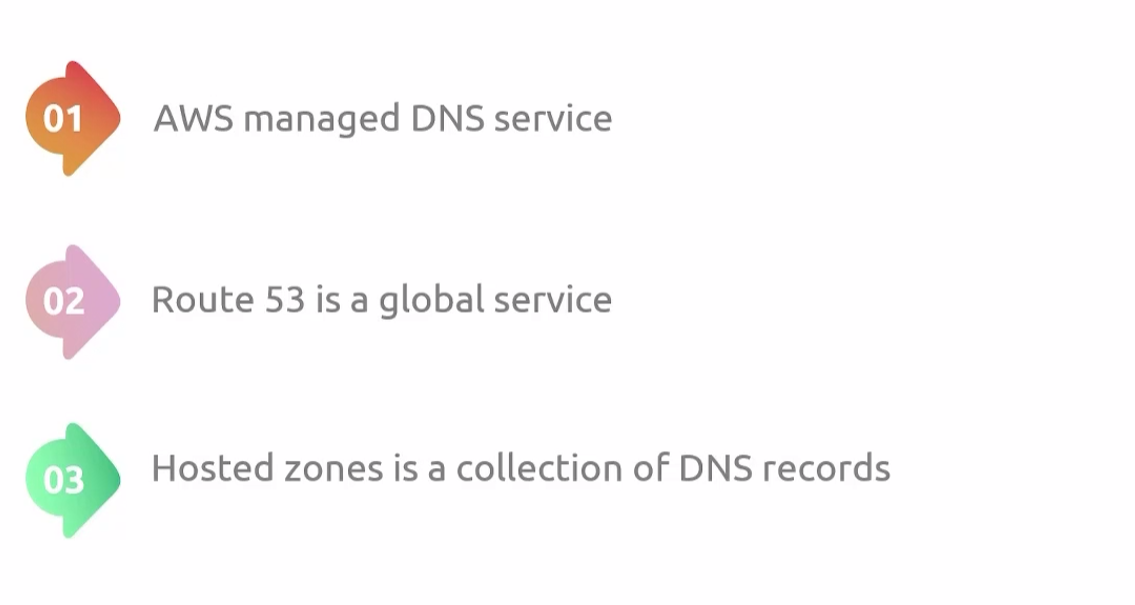 01 AWS managed DNS service
02 Route 53 is a global service
03 Hosted zones is a collection of DNS records